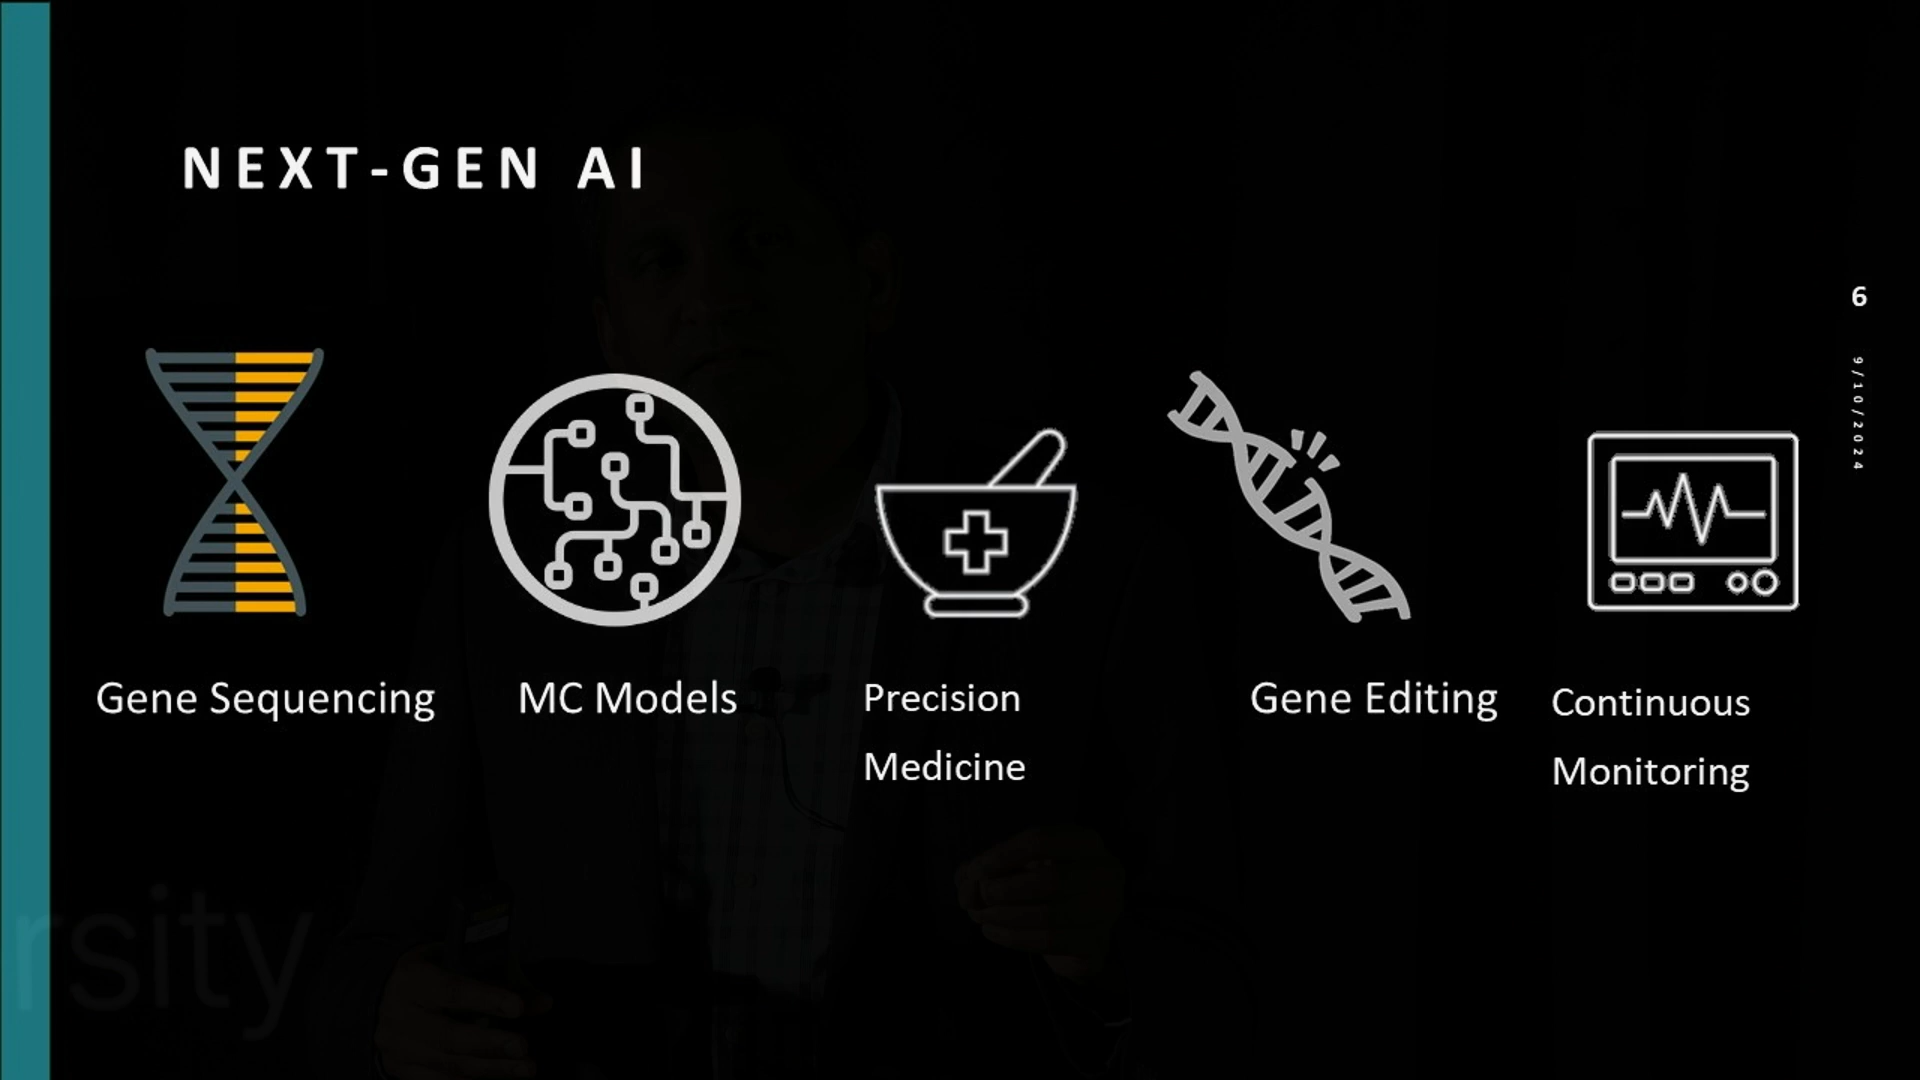 NEXT-GEN AI
6
9/10/2024
Gene Sequencing
MC Models
Precision
Medicine
Gene Editing
Continuous
Monitoring
rsity